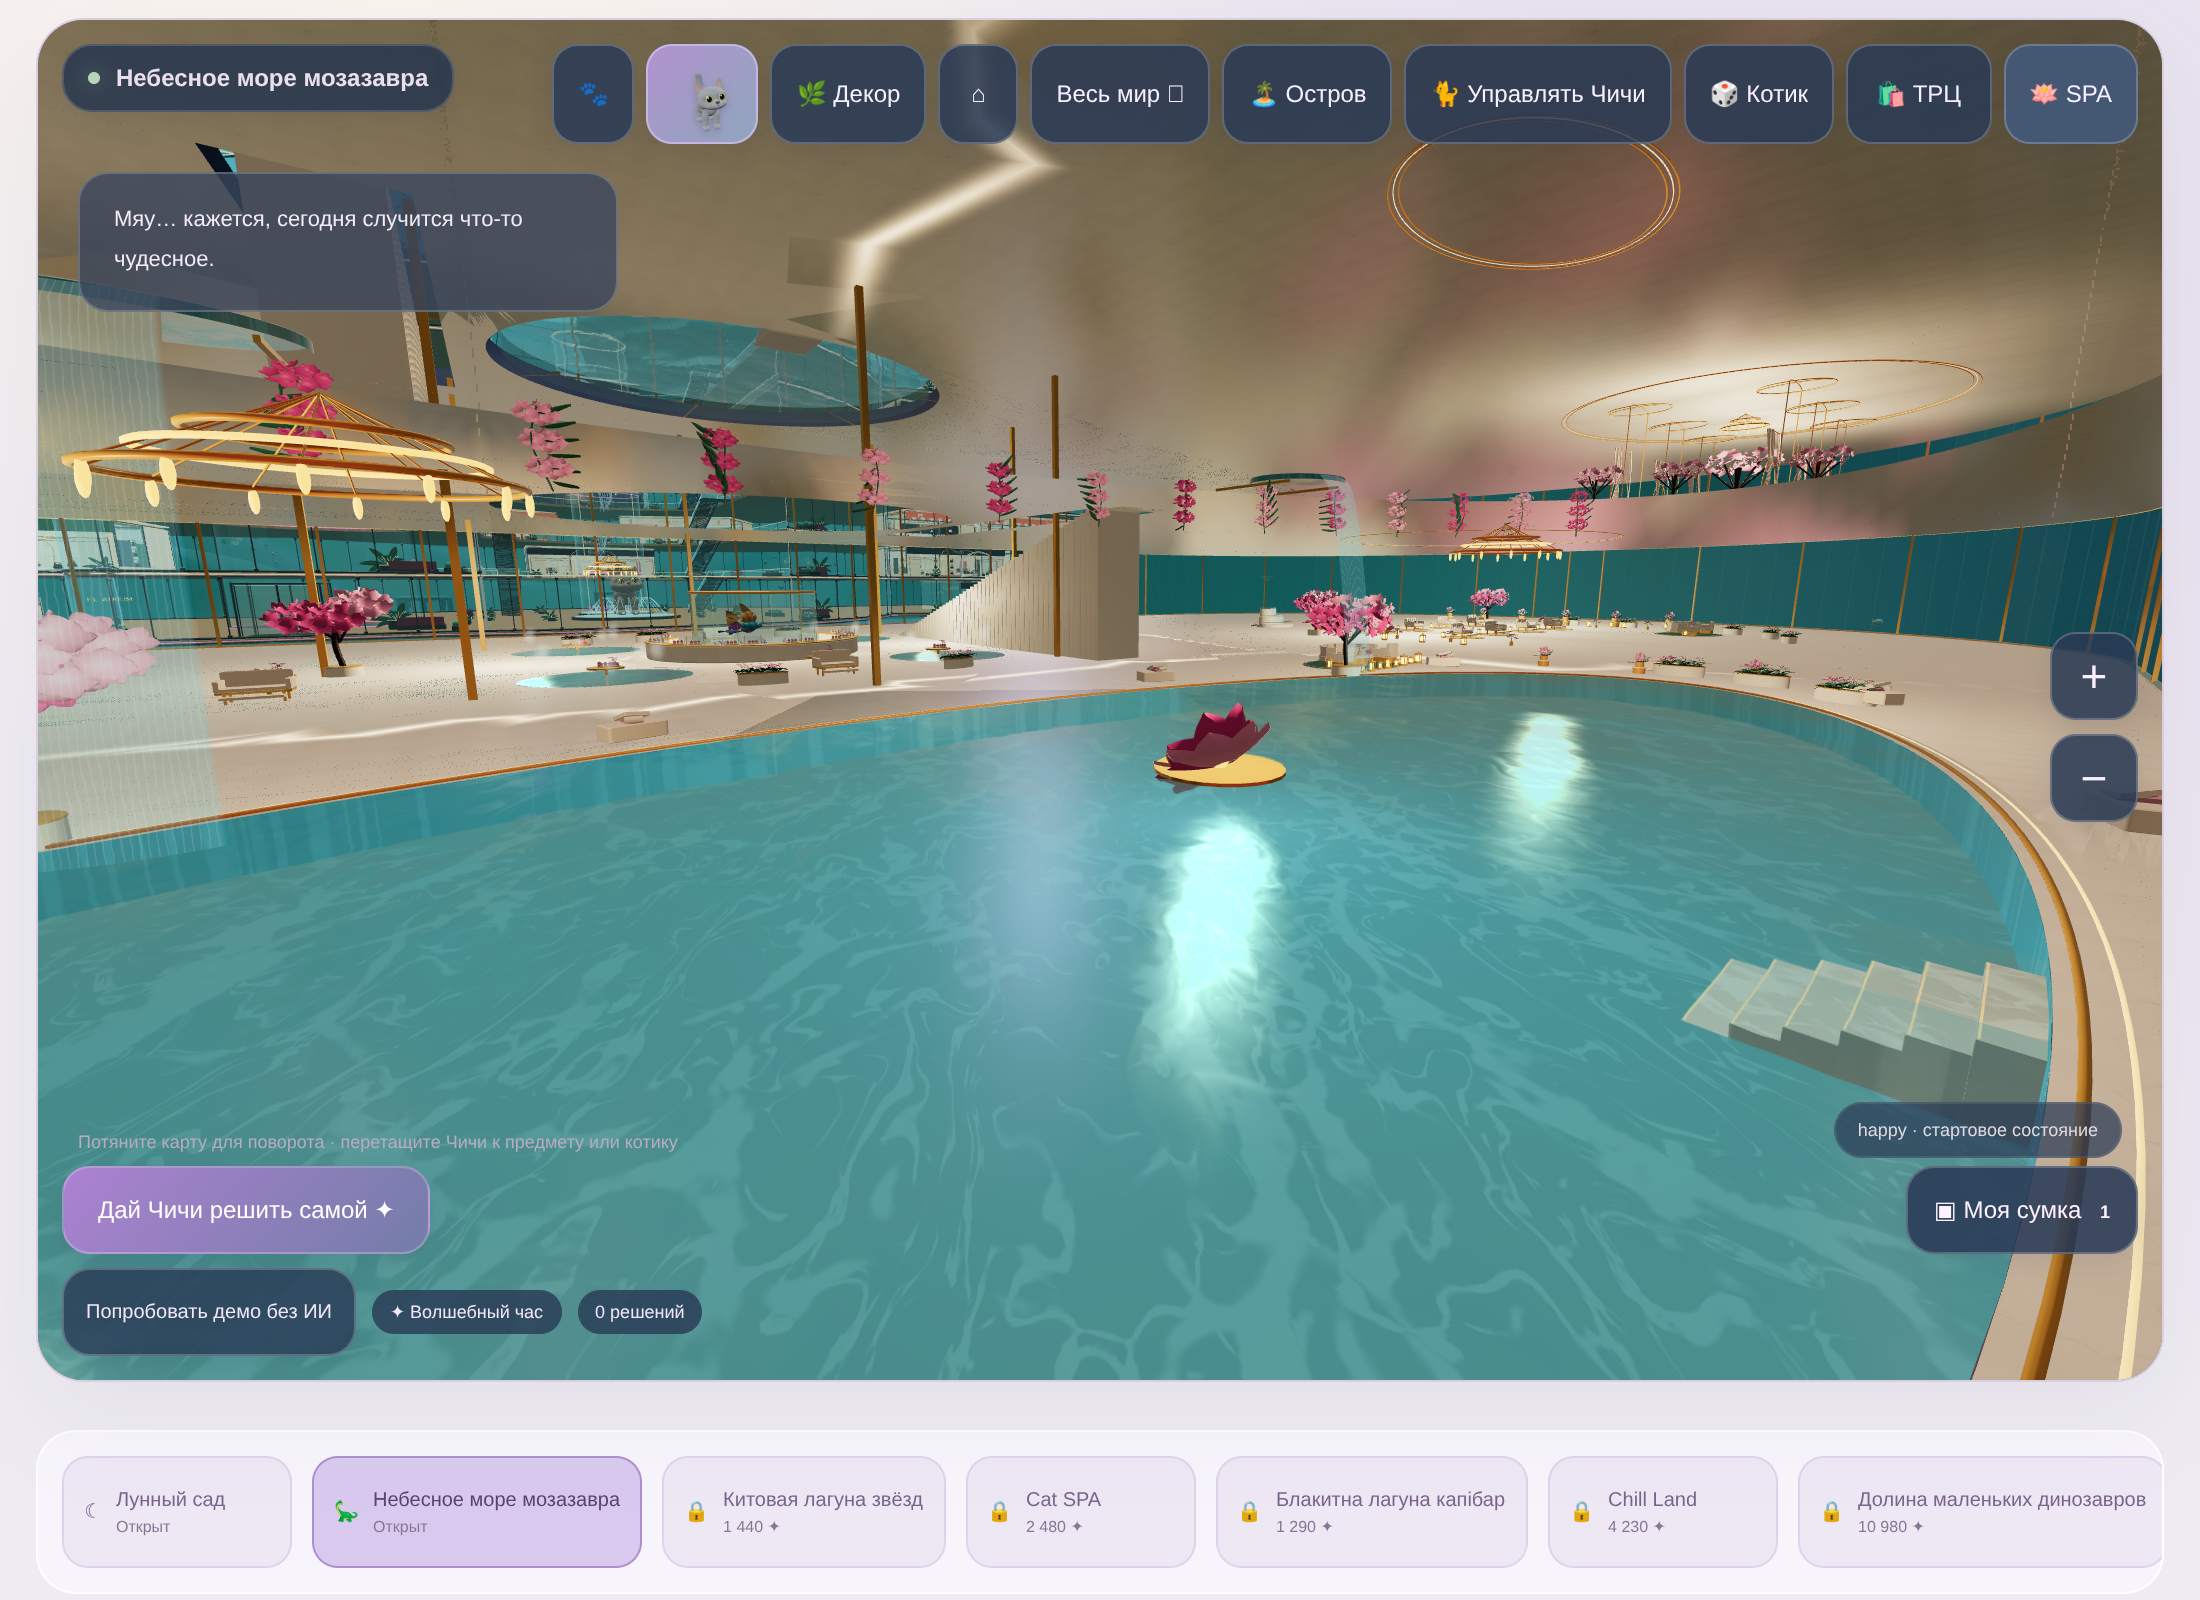 Небесное море мозазавра
Декор
⌂
Весь мир
Остров
Управлять Чичи
Котик
ТРЦ
SPA
Мяу… кажется, сегодня случится что-то
чудесное.
+
−
Потяните карту для поворота · перетащите Чичи к предмету или котику
happy · стартовое состояние
Дай Чичи решить самой ✦
▣ Моя сумка 1
Попробовать демо без ИИ
✦ Волшебный час
0 решений
Лунный сад
Открыт
Небесное море мозазавра
Открыт
Китовая лагуна звёзд
1 440 ✦
Cat SPA
2 480 ✦
Блакитна лагуна капібар
1 290 ✦
Chill Land
4 230 ✦
Долина маленьких динозавров
10 980 ✦